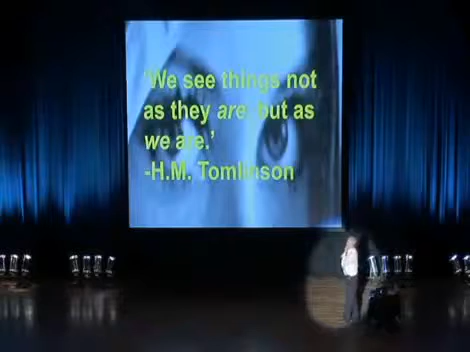 ‘We see things not
as they are, but as
we are.’
-H.M. Tomlinson